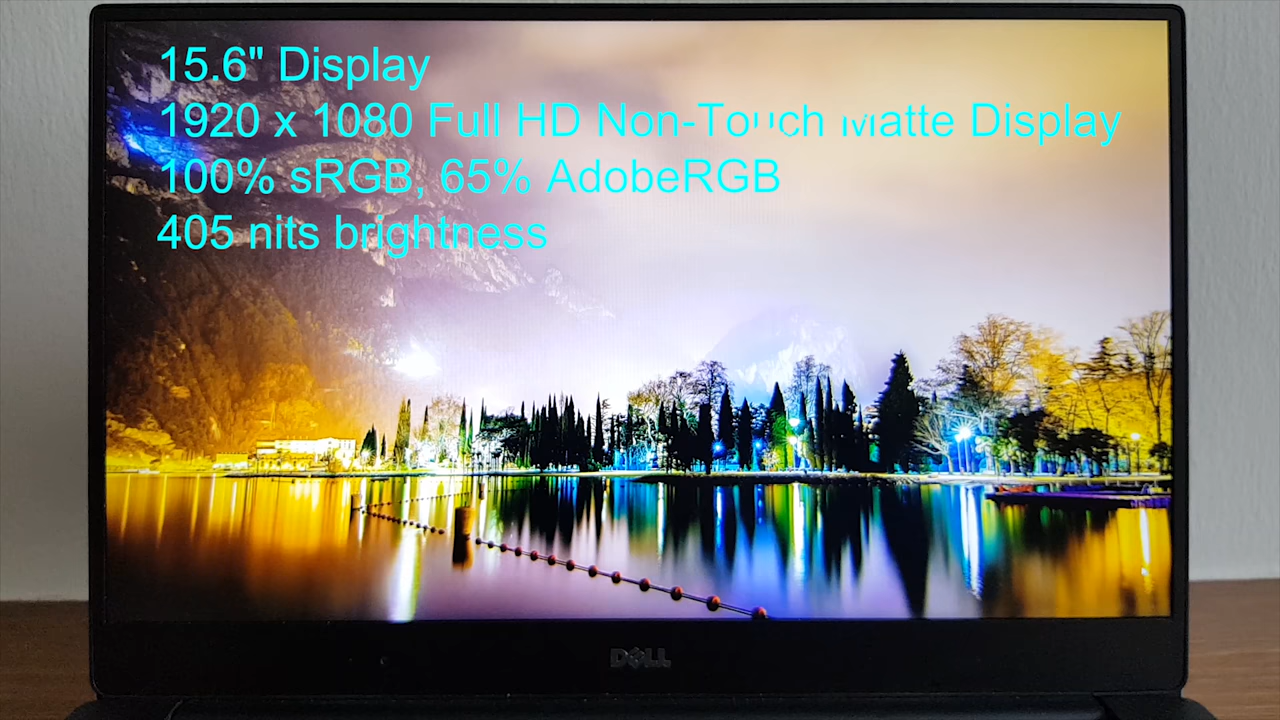 15.6" Display
1920 x 1080 Full HD Non-Touch Matte Display
100% sRGB, 65% AdobeRGB
405 nits brightness
DELL